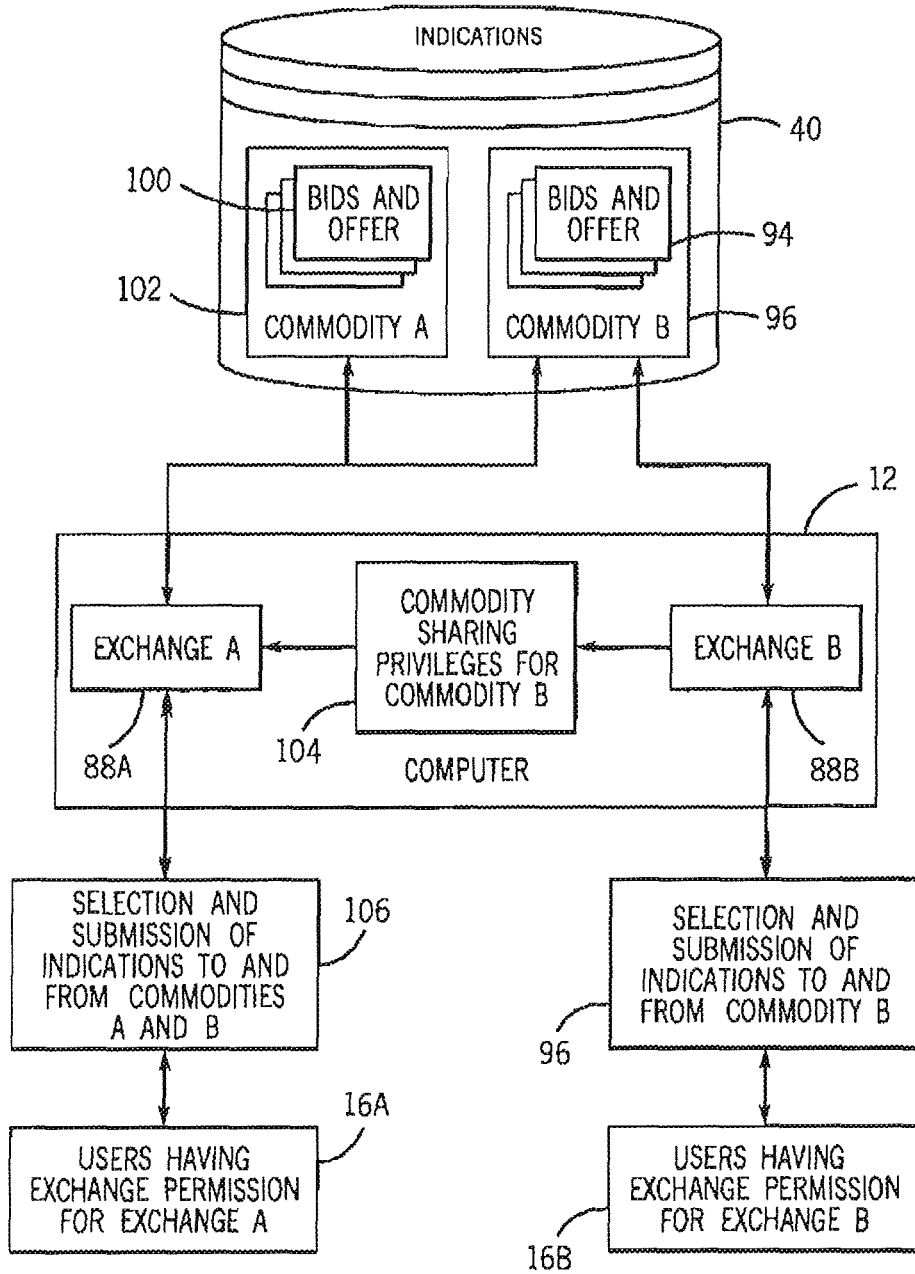 INDICATIONS
40
100
BIDS AND
OFFER
BIDS AND
OFFER
94
102
COMMODITY A
COMMODITY B
96
12
EXCHANGE A
COMMODITY
SHARING
PRIVILEGES FOR
COMMODITY B
EXCHANGE B
88A
104
COMPUTER
88B
SELECTION AND
SUBMISSION OF
INDICATIONS TO AND
FROM COMMODITIES
A AND B
106
SELECTION AND
SUBMISSION OF
INDICATIONS TO AND
FROM COMMODITY B
96
16A
USERS HAVING
EXCHANGE PERMISSION
FOR EXCHANGE A
USERS HAVING
EXCHANGE PERMISSION
FOR EXCHANGE B
16B